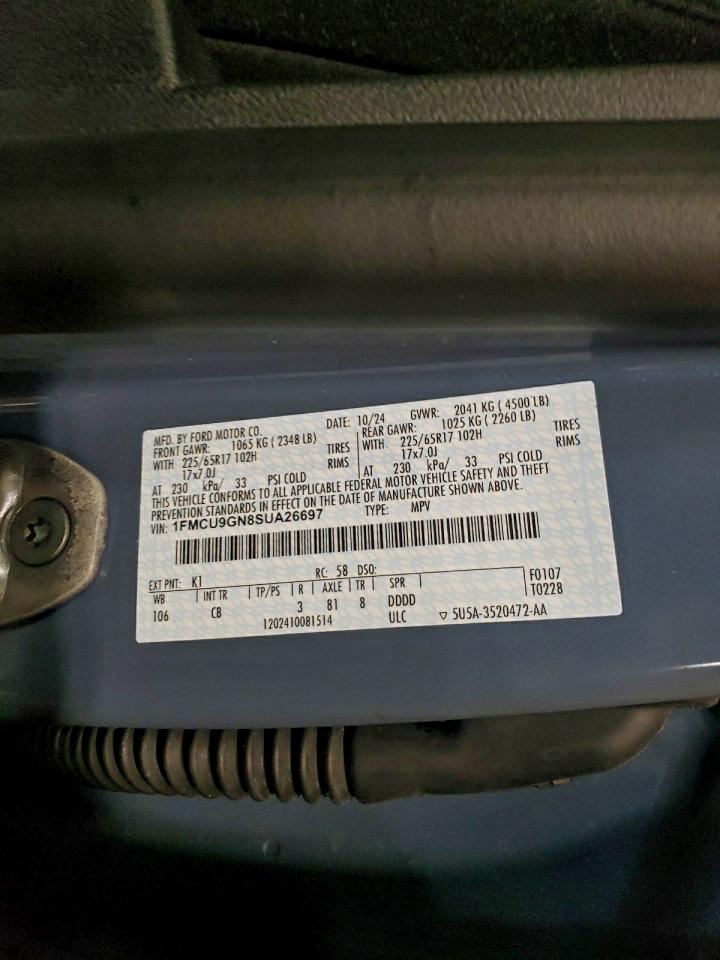 MFD. BY FORD MOTOR CO. DATE: 10/24 GVWR: 2041 KG ( 4500 LB)
FRONT GAWR: 1065 KG ( 2348 LB) REAR GAWR: 1025 KG ( 2260 LB)
WITH 225/65R17 102H TIRES WITH 225/65R17 102H TIRES
17x7.0J RIMS 17x7.0J RIMS
AT 230 kPa/ 33 PSI COLD AT 230 kPa/ 33 PSI COLD
THIS VEHICLE CONFORMS TO ALL APPLICABLE FEDERAL MOTOR VEHICLE SAFETY AND THEFT
PREVENTION STANDARDS IN EFFECT ON THE DATE OF MANUFACTURE SHOWN ABOVE.
VIN: 1FMCU9GN8SUA26697 TYPE: MPV
EXT PNT: K1 RC: 58 DSO: F0107
WB INT TR TP/PS R AXLE TR SPR T0228
106 CB 3 81 8 DDDD
1202410081514 ULC ▽ SU5A-3520472-AA